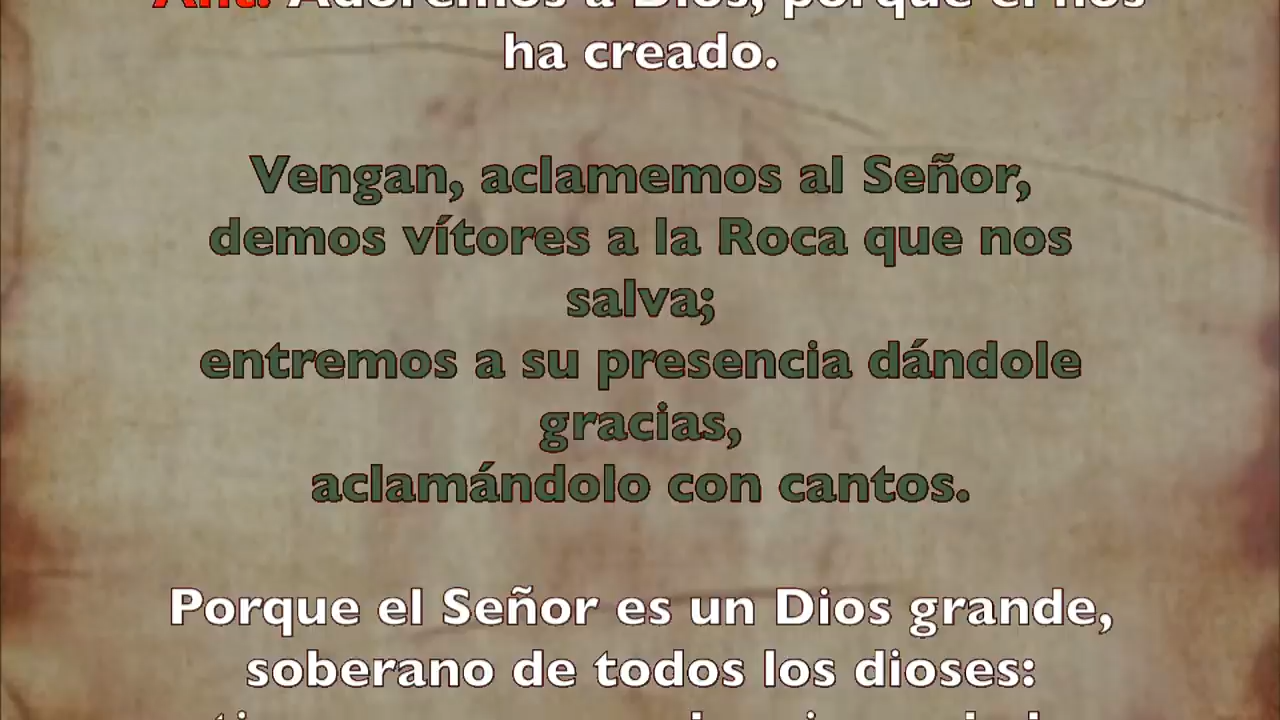 Ant. Adoremos a Dios, porque él nos
ha creado.
Vengan, aclamemos al Señor,
demos vítores a la Roca que nos
salva;
entremos a su presencia dándole
gracias,
aclamándolo con cantos.
Porque el Señor es un Dios grande,
soberano de todos los dioses: